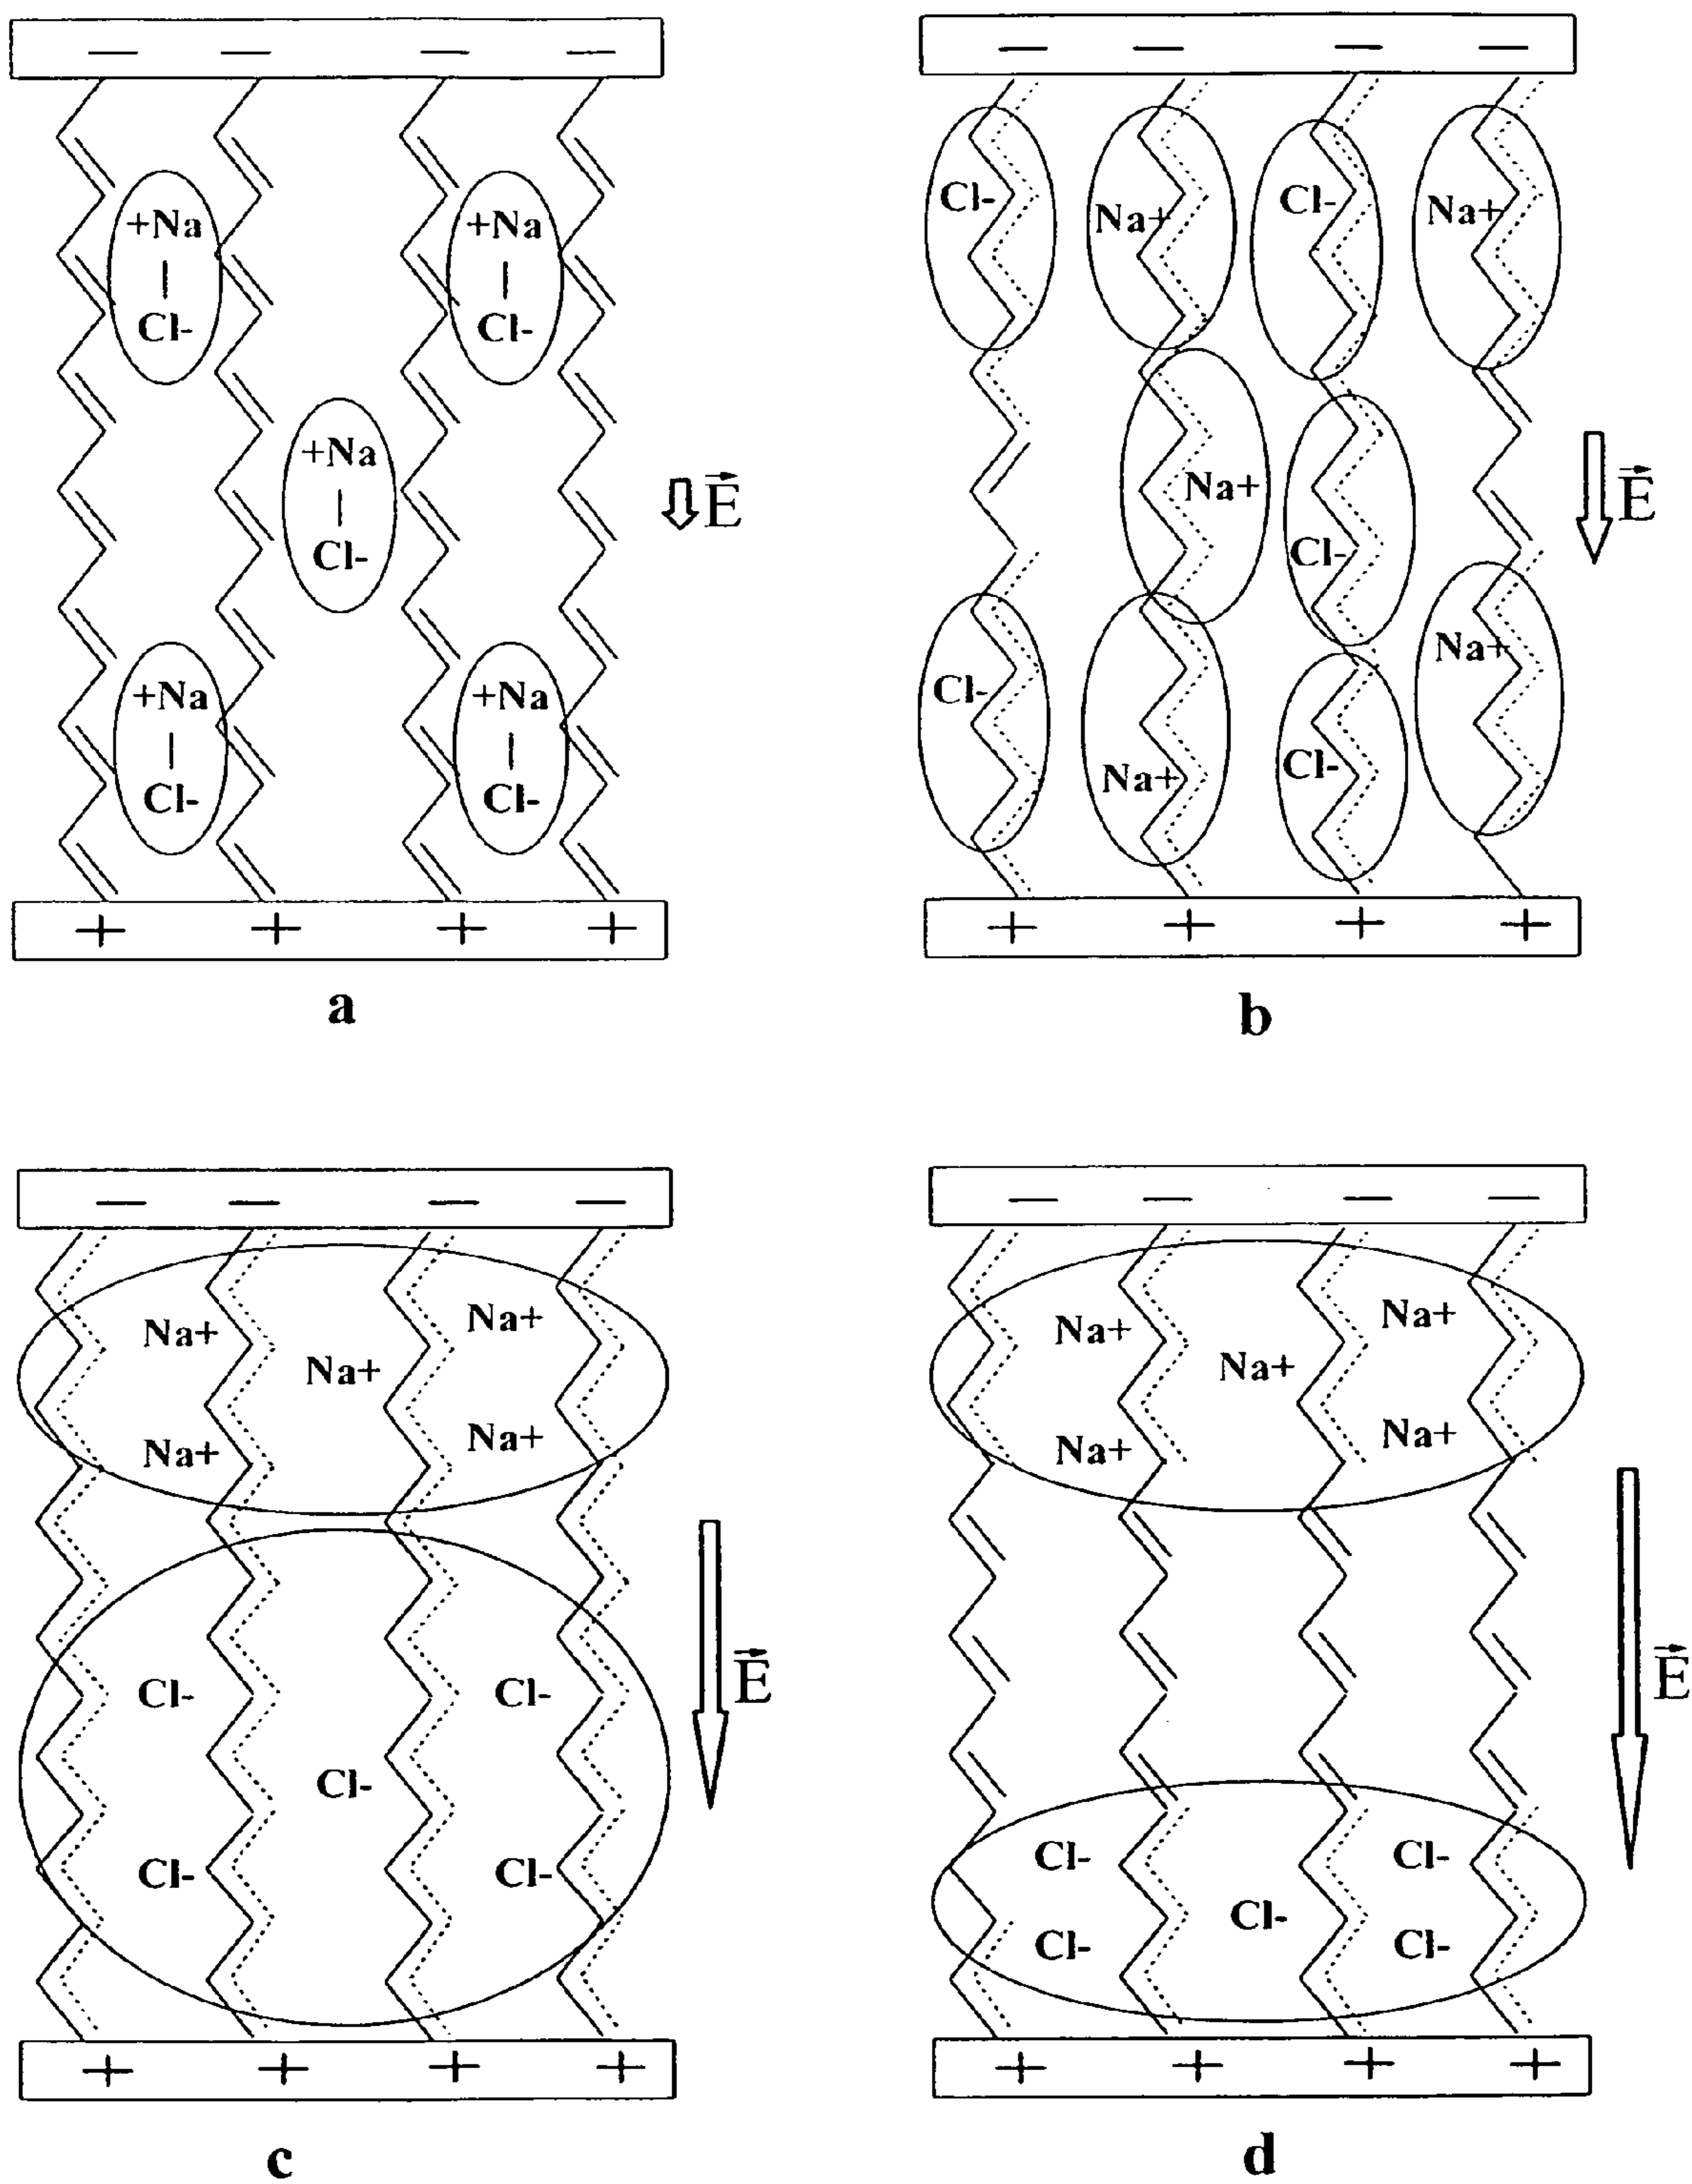 — — — —
+Na +Na
Cl- Cl-
+Na
Cl-
E
+Na +Na
Cl- Cl-
+ + + +
a
— — — —
Cl- Na+ Cl- Na+
Na+ Cl-
E
Cl- Na+ Cl- Na+
+ + + +
b
— — — —
Na+ Na+
Na+
Na+ Na+
E
Cl- Cl-
Cl-
Cl- Cl-
+ + + +
c
— — — —
Na+ Na+
Na+
Na+ Na+
E
Cl- Cl-
Cl-
Cl- Cl-
+ + + +
d